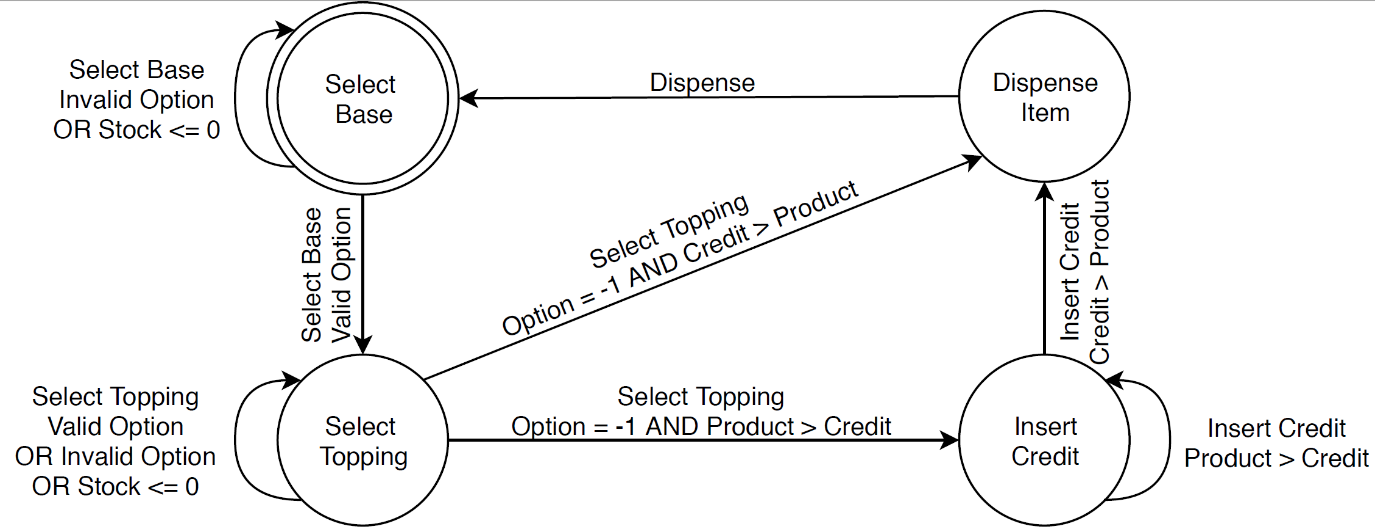 Select Base
Invalid Option
OR Stock <= 0
Select
Base
Dispense
Dispense
Item
Select Base
Valid Option
Select Topping
Option = -1 AND Credit > Product
Insert Credit
Credit > Product
Select Topping
Valid Option
OR Invalid Option
OR Stock <= 0
Select
Topping
Select Topping
Option = -1 AND Product > Credit
Insert
Credit
Insert Credit
Product > Credit